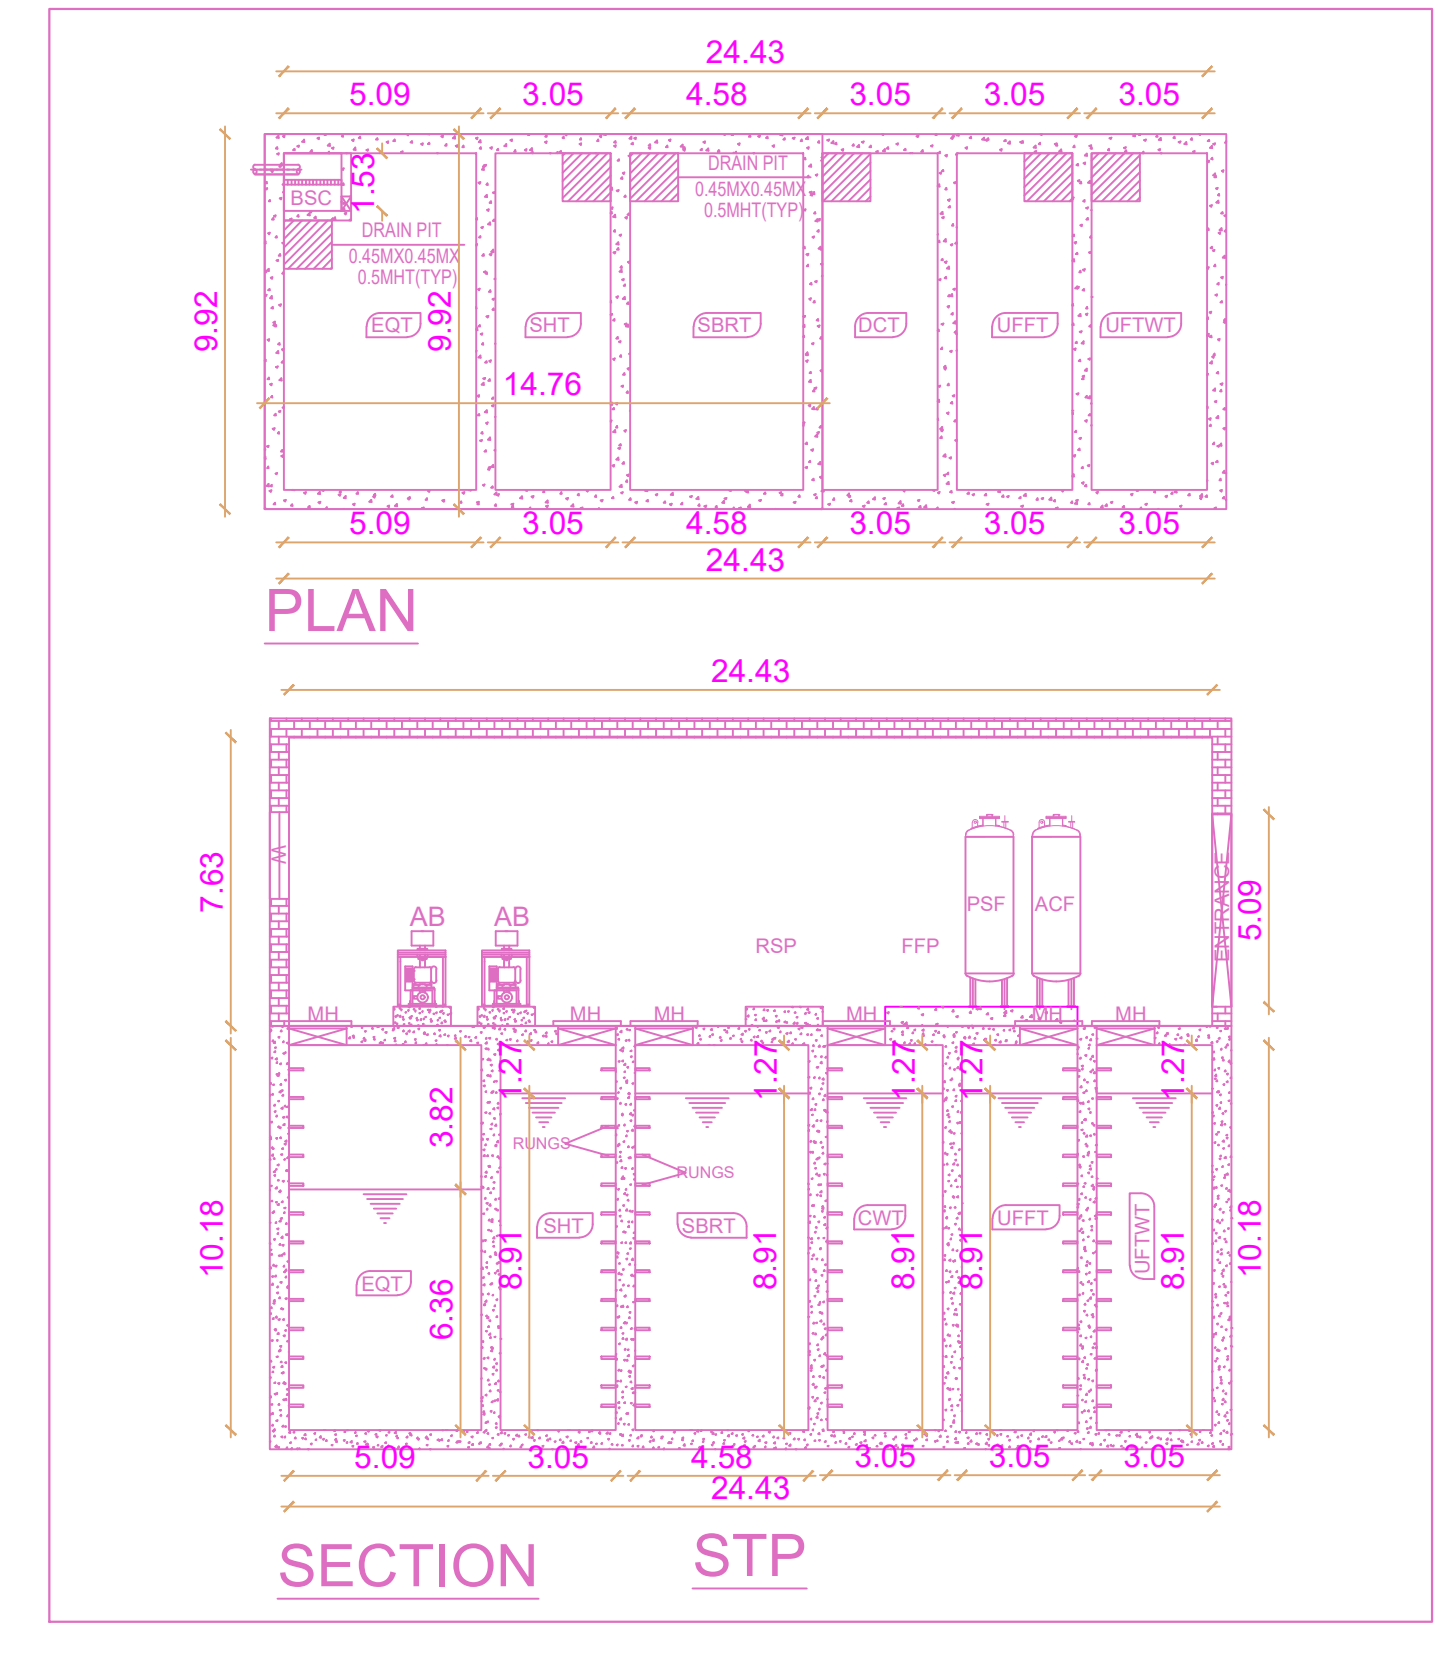 24.43
5.09 3.05 4.58 3.05 3.05 3.05
1.53
BSC
DRAIN PIT
0.45MX0.45MX
0.5MHT(TYP)
DRAIN PIT
0.45MX0.45MX
0.5MHT(TYP)
9.92
9.92
EQT SHT SBRT DCT UFFT UFTWT
14.76
5.09 3.05 4.58 3.05 3.05 3.05
24.43
PLAN
24.43
7.63
W
AB AB
RSP FFP
PSF ACF
ENTRANCE
5.09
MH MH MH MH MH MH
3.82
1.27 1.27 1.27 1.27 1.27
RUNGS
RUNGS
10.18
10.18
SHT SBRT CWT UFFT UFTWT
EQT
6.36
8.91 8.91 8.91 8.91 8.91
5.09 3.05 4.58 3.05 3.05 3.05
24.43
SECTION STP